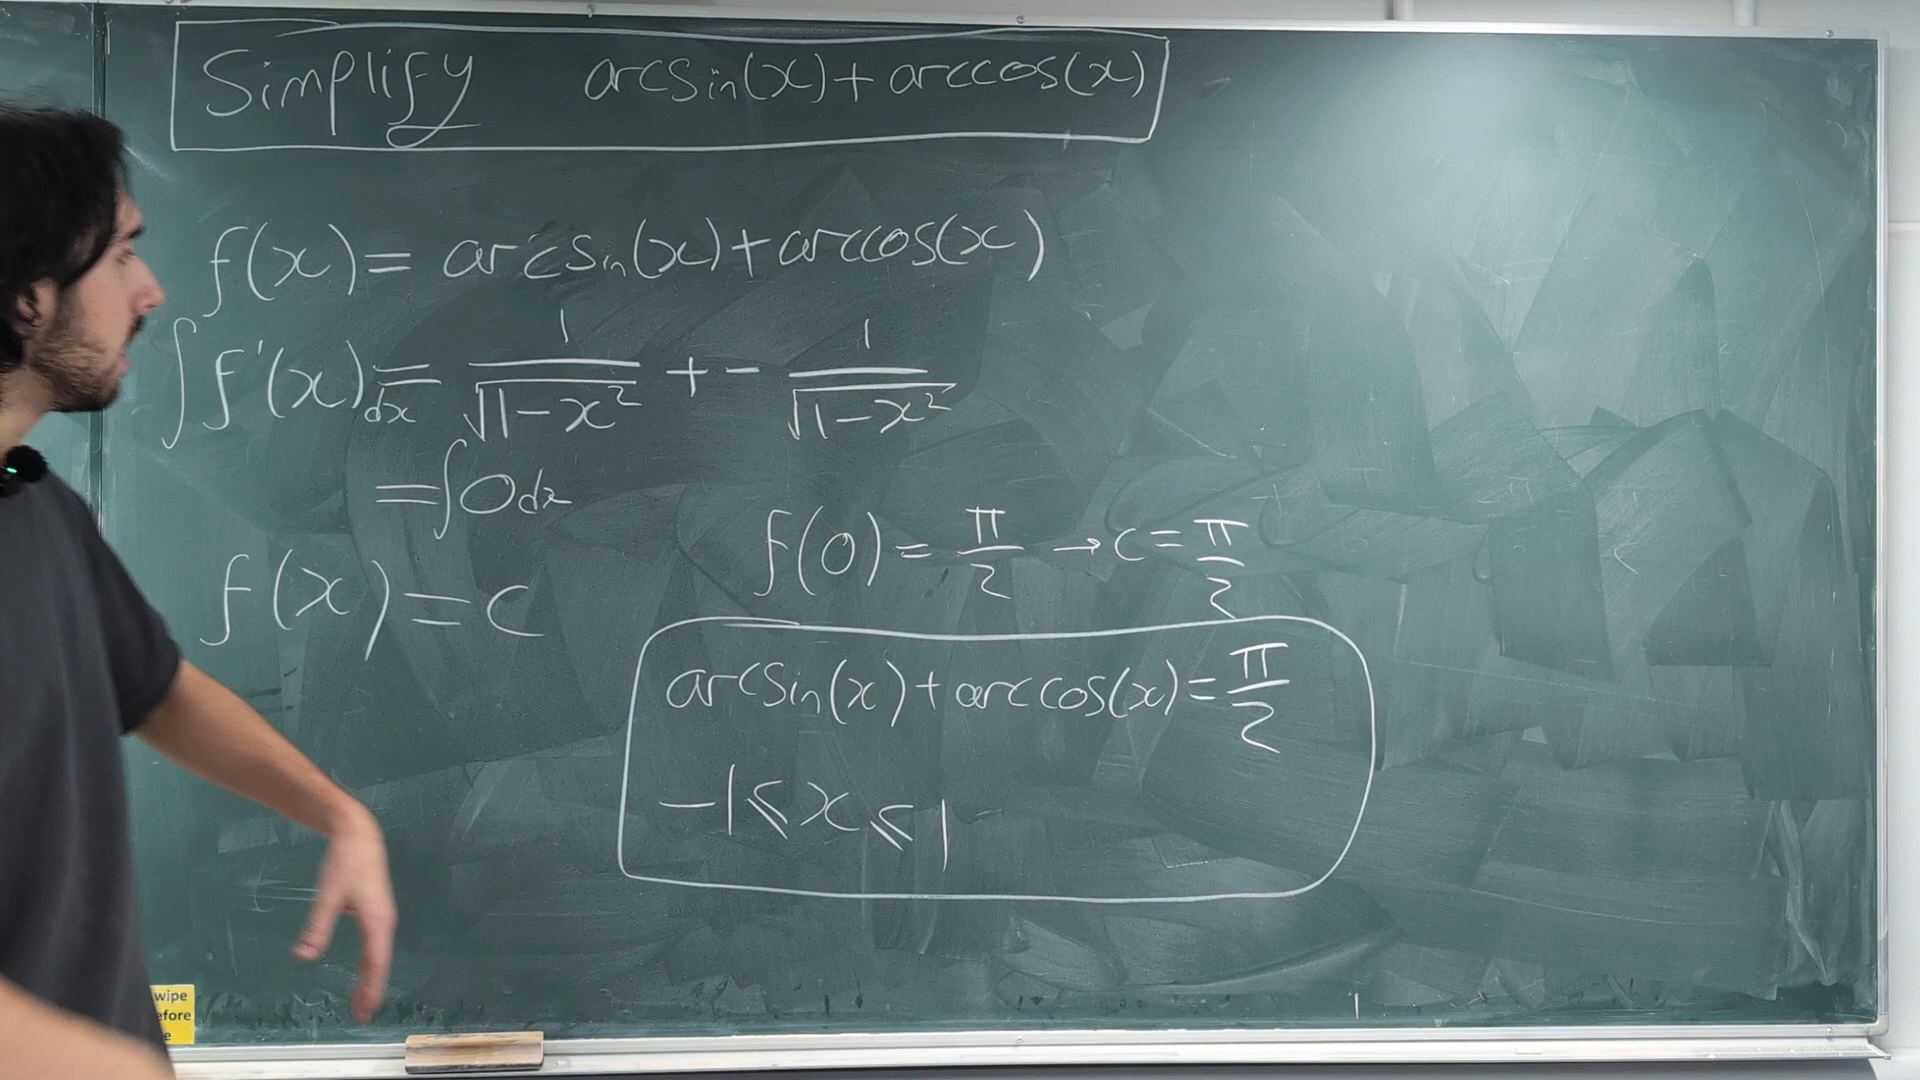 Simplify arcsin(x)+arccos(x)
f(x)= arcsin(x)+arccos(x)
∫f'(x)dx = 1/√(1-x²) + - 1/√(1-x²)
=∫0dx
f(0)= π/2 → c= π/2
f(x)=c
arcsin(x)+arccos(x)= π/2
-1⩽x⩽1
wipe
efore
e